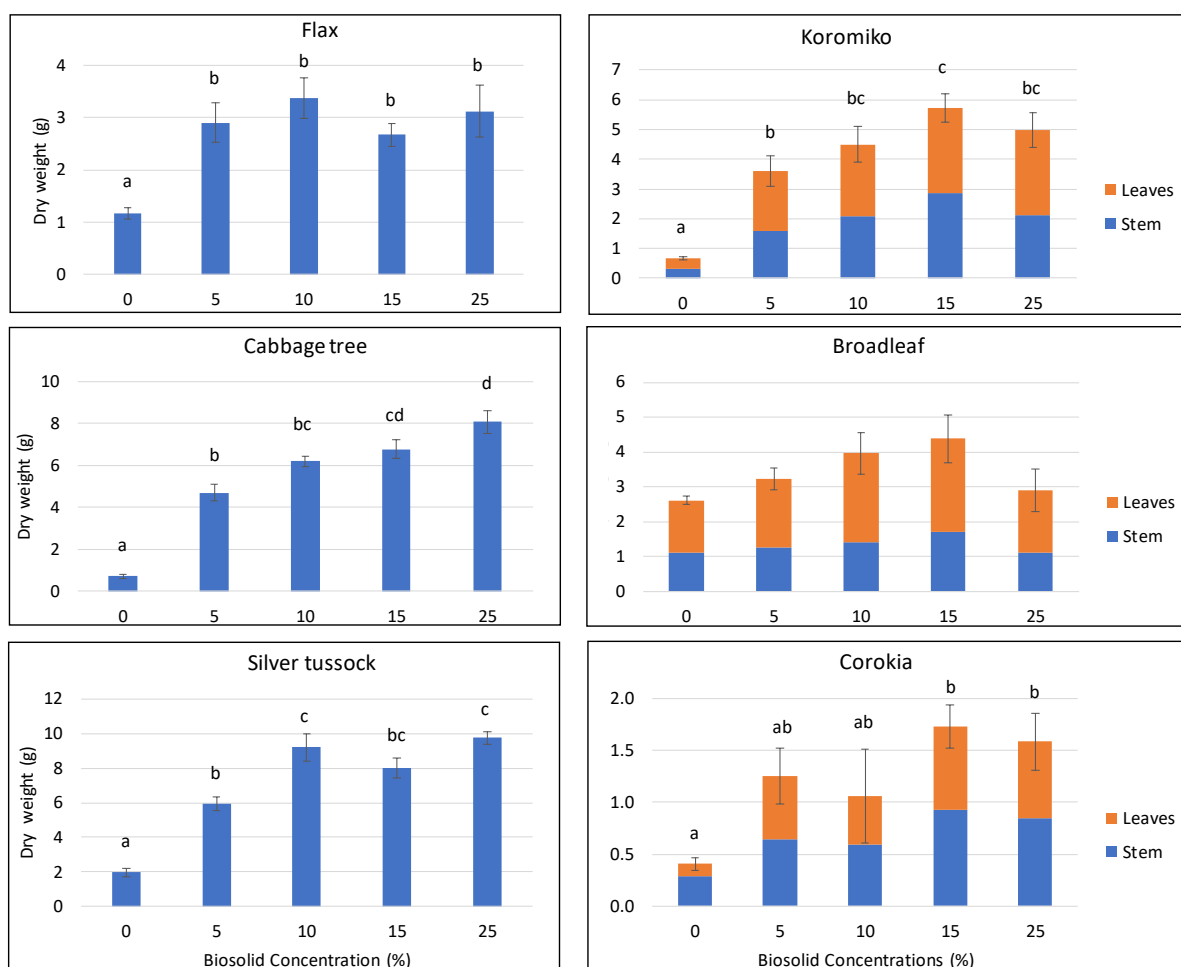 Flax
Dry weight (g)
4
3
2
1
0
a
b
b
b
b
0 5 10 15 25
Koromiko
7
6
5
4
3
2
1
0
a
b
bc
c
bc
0 5 10 15 25
Leaves
Stem
Cabbage tree
Dry weight (g)
10
8
6
4
2
0
a
b
bc
cd
d
0 5 10 15 25
Broadleaf
6
5
4
3
2
1
0
0 5 10 15 25
Leaves
Stem
Silver tussock
Dry weight (g)
12
10
8
6
4
2
0
a
b
c
bc
c
0 5 10 15 25
Biosolid Concentration (%)
Corokia
2.0
1.5
1.0
0.5
0.0
a
ab
ab
b
b
0 5 10 15 25
Biosolid Concentrations (%)
Leaves
Stem